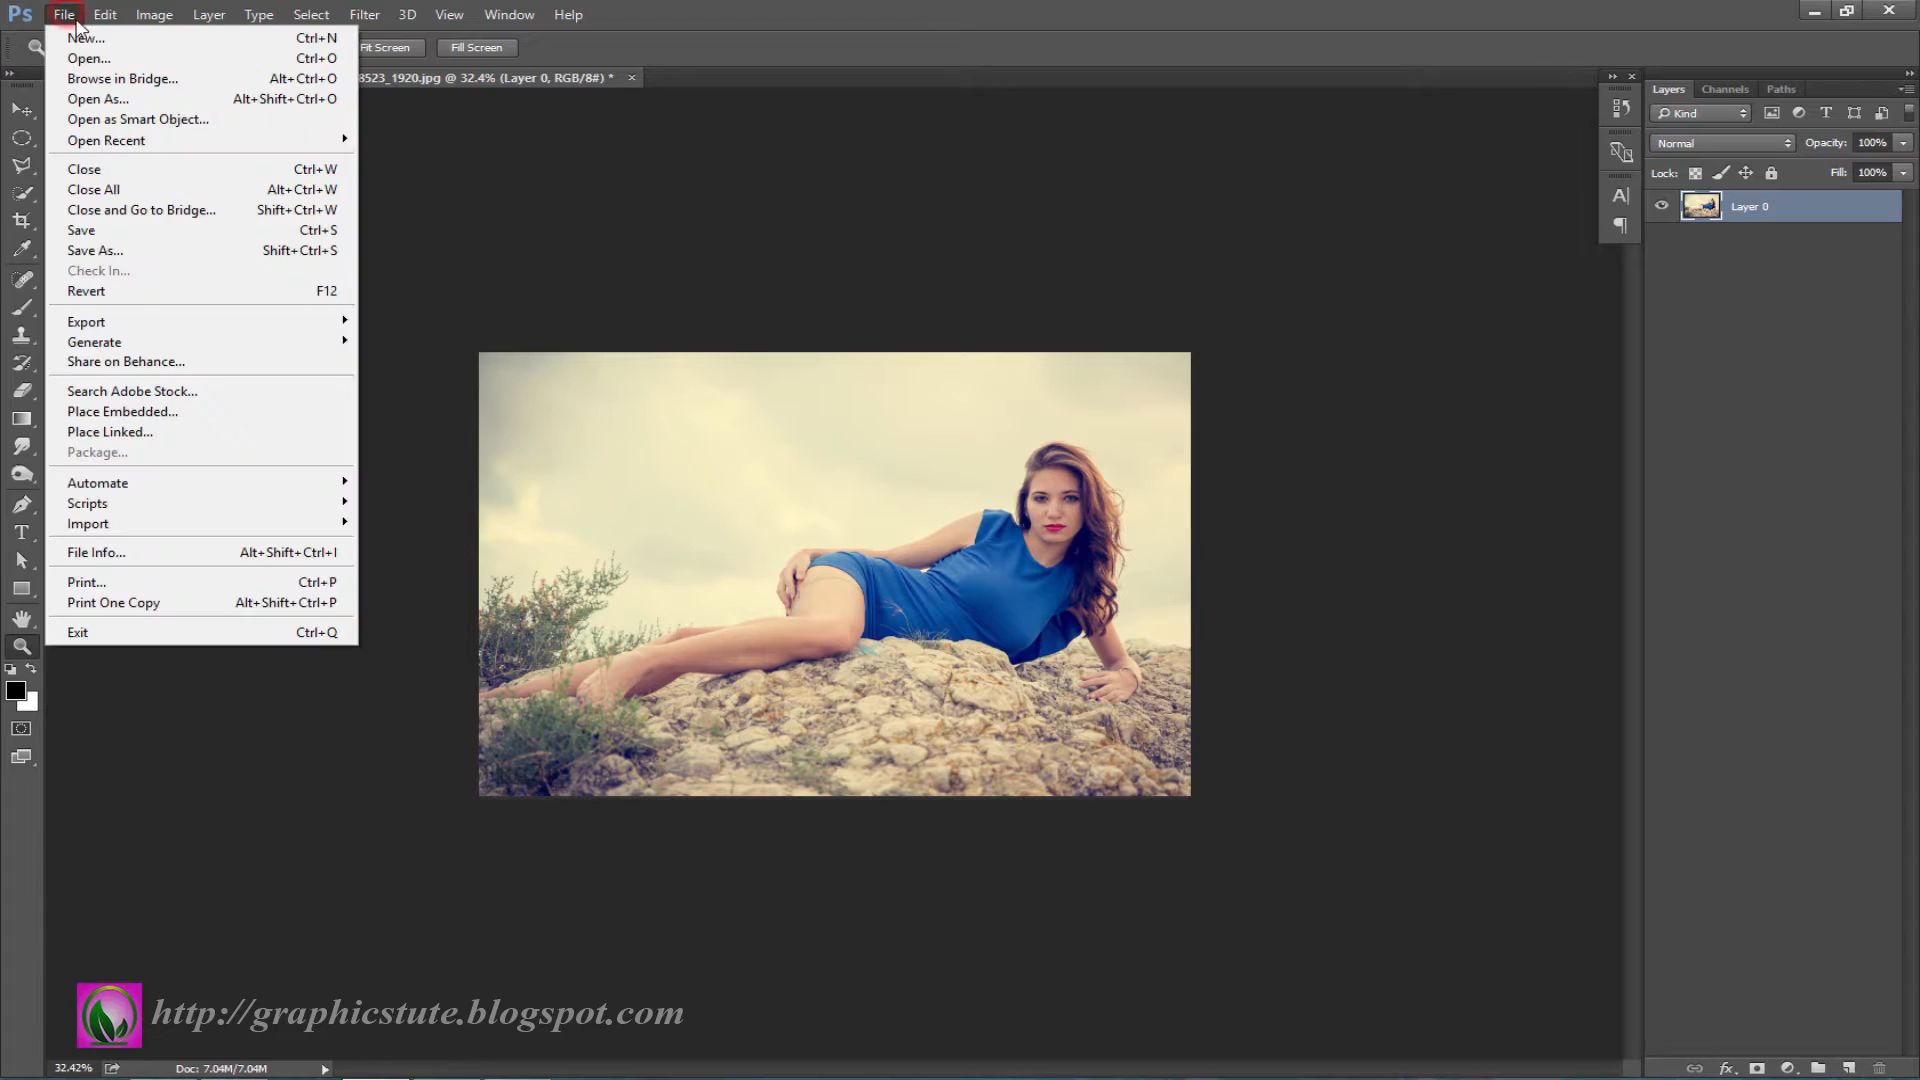 Ps File Edit Image Layer Type Select Filter 3D View Window Help
Fit Screen Fill Screen
8523_1920.jpg @ 32.4% (Layer 0, RGB/8#) *
New... Ctrl+N
Open... Ctrl+O
Browse in Bridge... Alt+Ctrl+O
Open As... Alt+Shift+Ctrl+O
Open as Smart Object...
Open Recent
Close Ctrl+W
Close All Alt+Ctrl+W
Close and Go to Bridge... Shift+Ctrl+W
Save Ctrl+S
Save As... Shift+Ctrl+S
Check In...
Revert F12
Export
Generate
Share on Behance...
Search Adobe Stock...
Place Embedded...
Place Linked...
Package...
Automate
Scripts
Import
File Info... Alt+Shift+Ctrl+I
Print... Ctrl+P
Print One Copy Alt+Shift+Ctrl+P
Exit Ctrl+Q
Layers Channels Paths
Kind
Normal Opacity: 100%
Lock: Fill: 100%
Layer 0
http://graphicstute.blogspot.com
32.42% Doc: 7.04M/7.04M